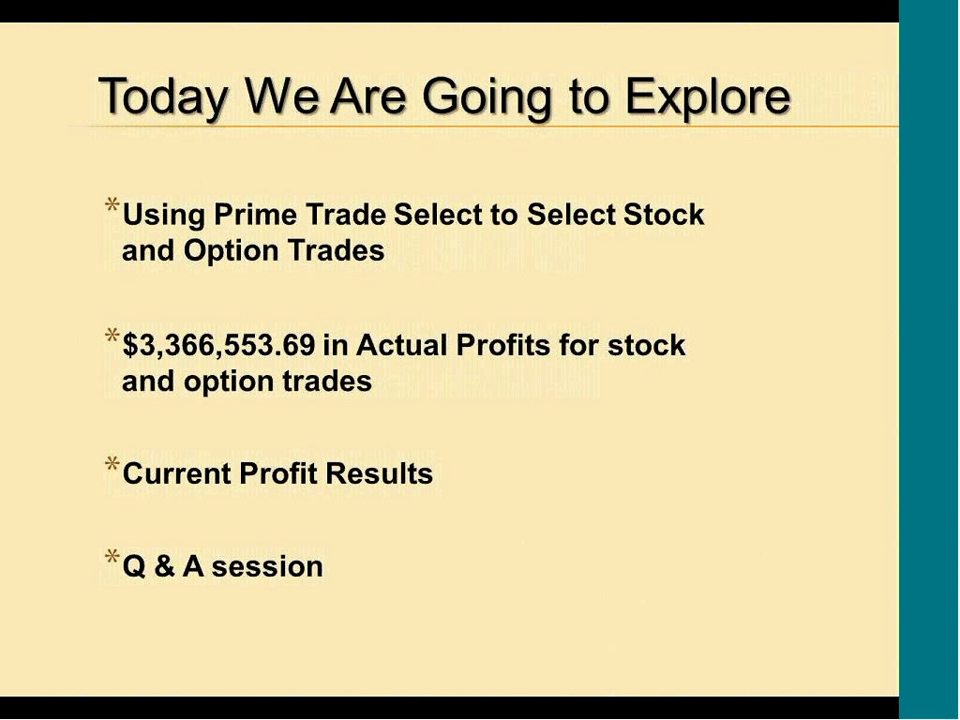 Today We Are Going to Explore
*Using Prime Trade Select to Select Stock
and Option Trades
*$3,366,553.69 in Actual Profits for stock
and option trades
*Current Profit Results
*Q & A session